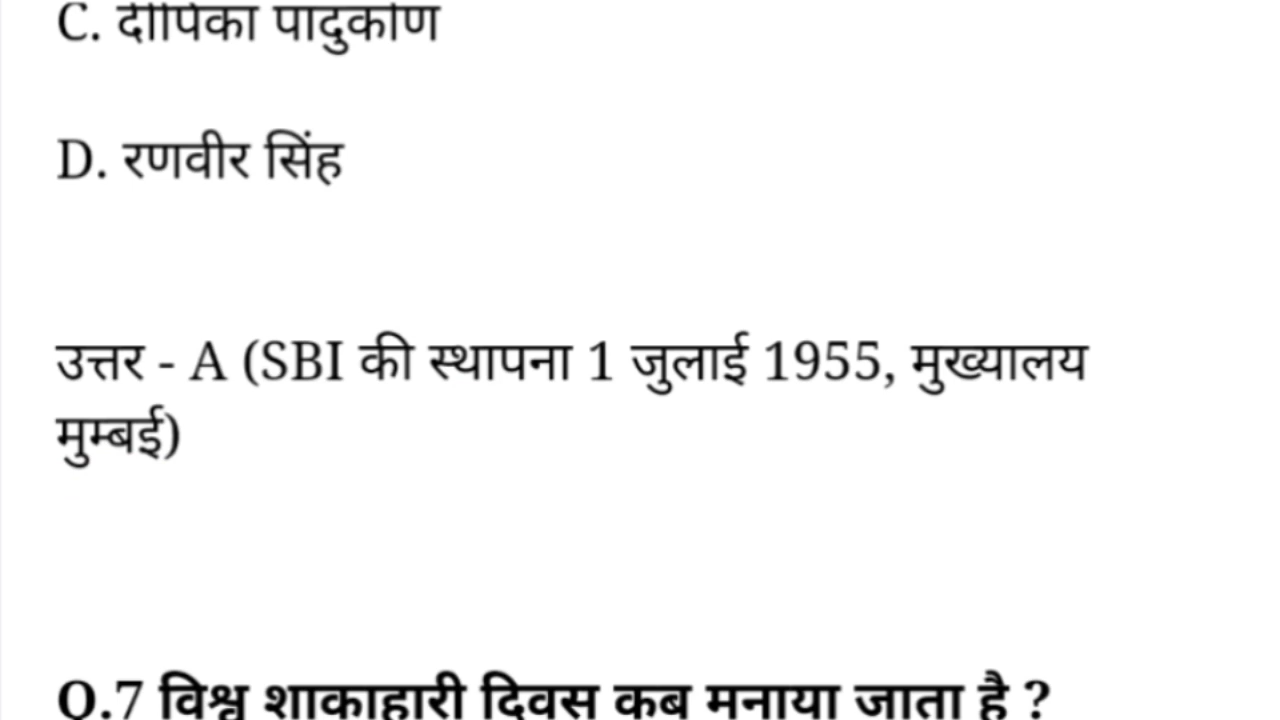 C. दीपिका पादुकोण
D. रणवीर सिंह
उत्तर - A (SBI की स्थापना 1 जुलाई 1955, मुख्यालय
मुम्बई)
Q.7 विश्व शाकाहारी दिवस कब मनाया जाता है ?